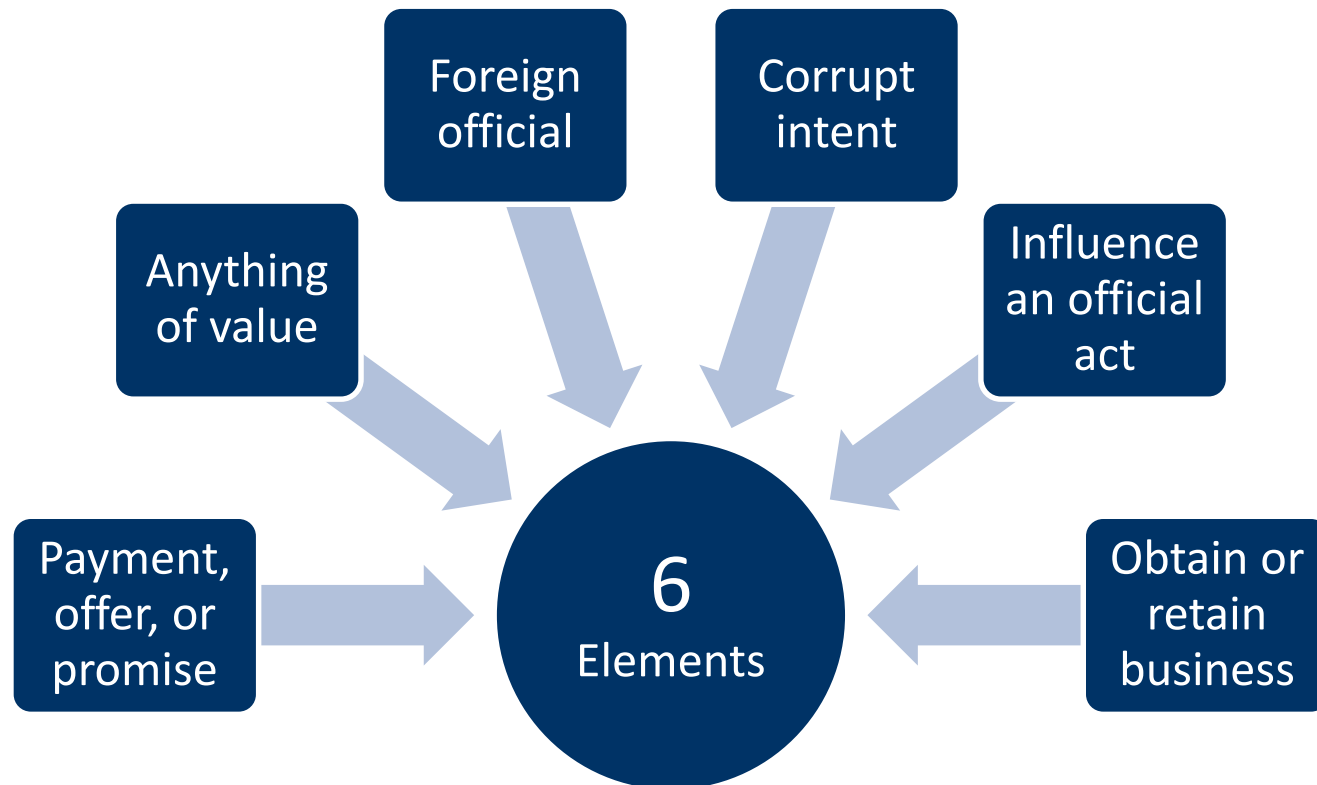 Payment,
offer, or
promise
Anything
of value
Foreign
official
Corrupt
intent
Influence
an official
act
Obtain or
retain
business
6
Elements